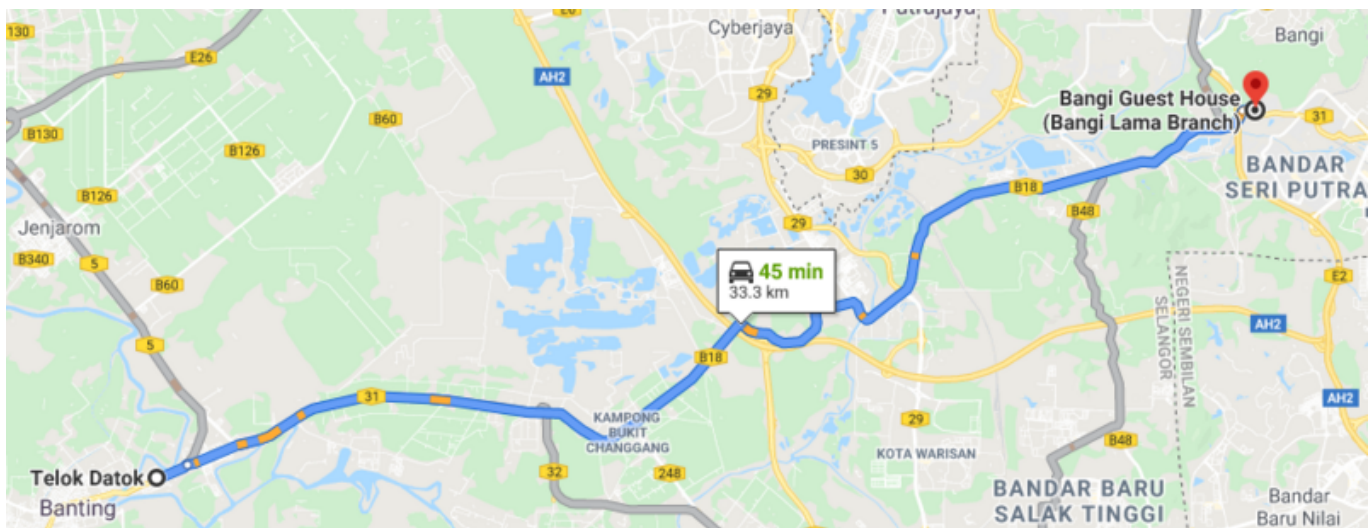 130
E26
E6
Cyberjaya
Putrajaya
Bangi
AH2
29
Bangi Guest House
(Bangi Lama Branch)
31
B60
B130
B126
PRESINT 5
30
BANDAR
SERI PUTRA
B126
B18
B48
Jenjarom
29
B340
5
B60
45 min
33.3 km
NEGERI SEMBILAN
SELANGOR
E2
AH2
5
B18
31
AH2
KAMPONG
BUKIT
CHANGGANG
29
B48
KOTA WARISAN
Telok Datok
32
248
Banting
BANDAR BARU
SALAK TINGGI
Bandar
Baru Nilai